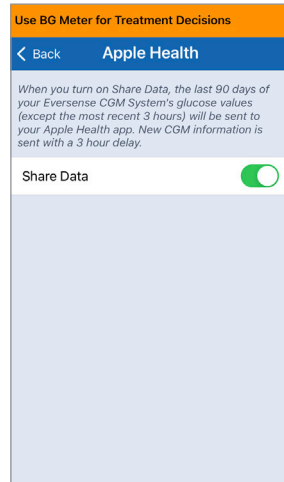 Use BG Meter for Treatment Decisions
Back Apple Health
When you turn on Share Data, the last 90 days of
your Eversense CGM System's glucose values
(except the most recent 3 hours) will be sent to
your Apple Health app. New CGM information is
sent with a 3 hour delay.
Share Data